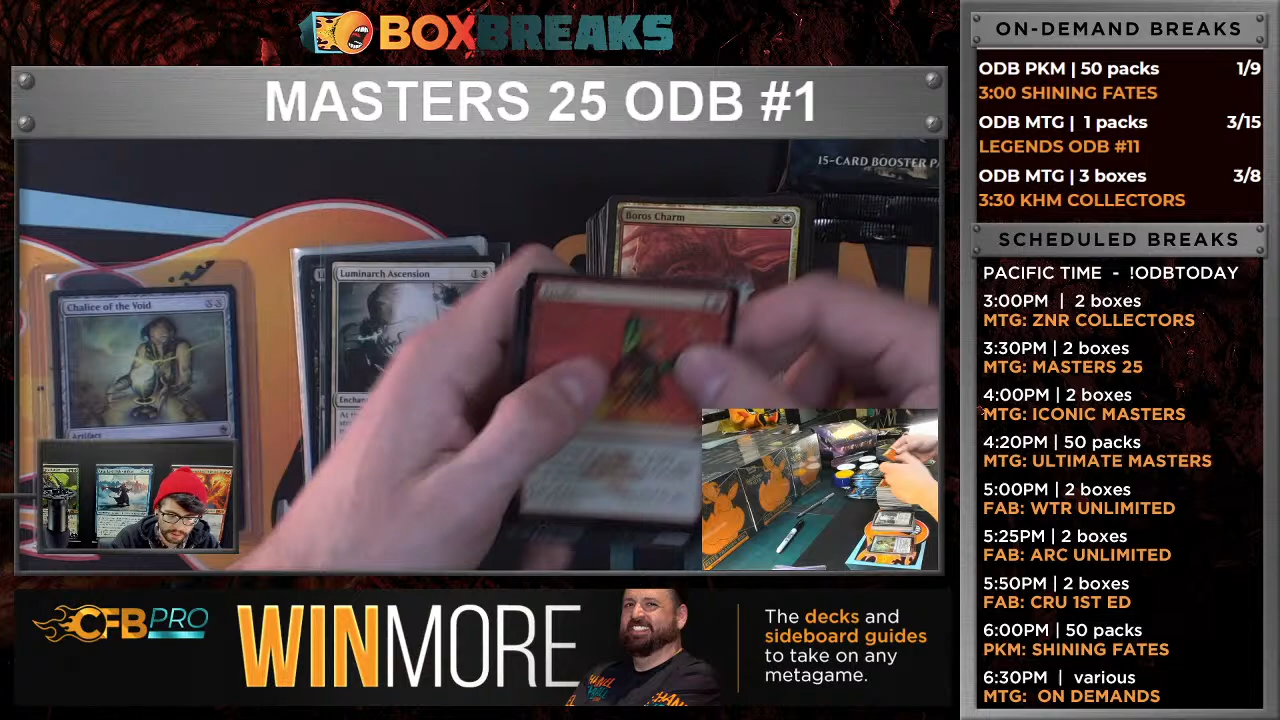 BOXBREAKS
MASTERS 25 ODB #1
15-CARD BOOSTER P
Boros Charm
Luminarch Ascension
Chalice of the Void
Artifact
Enchan
At th
CFBPRO
WINMORE
The decks and
sideboard guides
to take on any
metagame.
ON-DEMAND BREAKS
ODB PKM | 50 packs 1/9
3:00 SHINING FATES
ODB MTG | 1 packs 3/15
LEGENDS ODB #11
ODB MTG | 3 boxes 3/8
3:30 KHM COLLECTORS
SCHEDULED BREAKS
PACIFIC TIME - !ODBTODAY
3:00PM | 2 boxes
MTG: ZNR COLLECTORS
3:30PM | 2 boxes
MTG: MASTERS 25
4:00PM | 2 boxes
MTG: ICONIC MASTERS
4:20PM | 50 packs
MTG: ULTIMATE MASTERS
5:00PM | 2 boxes
FAB: WTR UNLIMITED
5:25PM | 2 boxes
FAB: ARC UNLIMITED
5:50PM | 2 boxes
FAB: CRU 1ST ED
6:00PM | 50 packs
PKM: SHINING FATES
6:30PM | various
MTG: ON DEMANDS